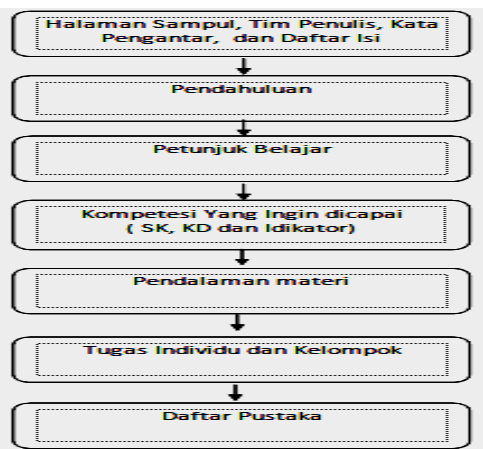 Halaman Sampul, Tim Penulis, Kata
Pengantar, dan Daftar Isi
Pendahuluan
Petunjuk Belajar
Kompetesi Yang Ingin dicapai
( SK, KD dan Idikator)
Pendalaman materi
Tugas Individu dan Kelompok
Daftar Pustaka